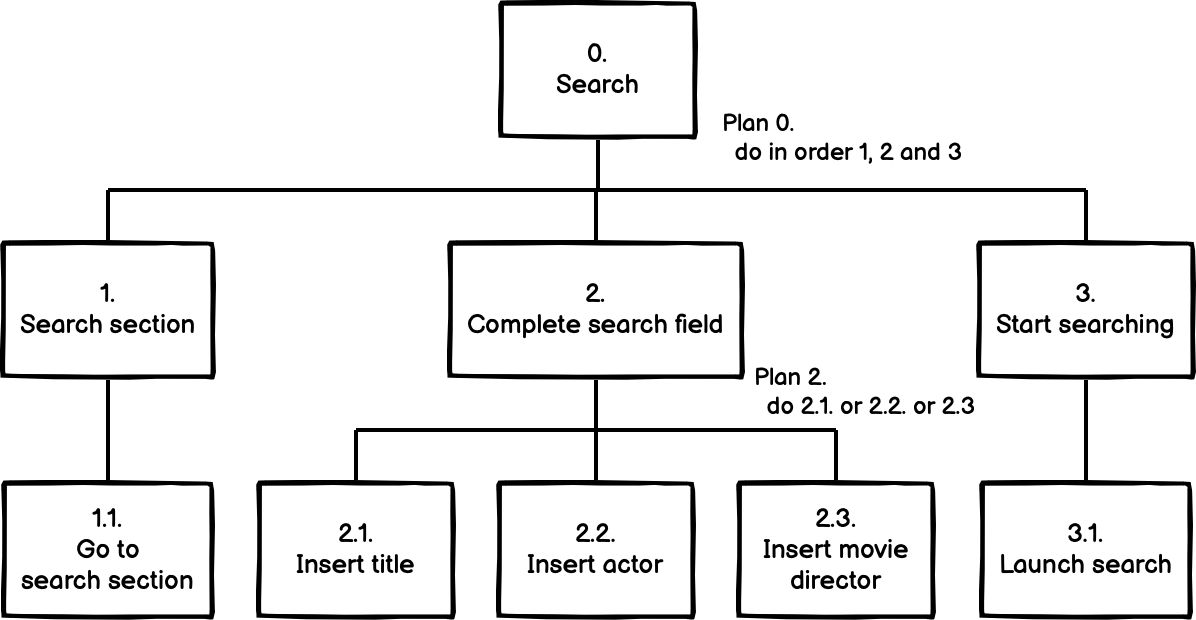 0.
Search
Plan 0.
do in order 1, 2 and 3
1.
Search section
2.
Complete search field
3.
Start searching
Plan 2.
do 2.1. or 2.2. or 2.3
1.1.
Go to
search section
2.1.
Insert title
2.2.
Insert actor
2.3.
Insert movie
director
3.1.
Launch search